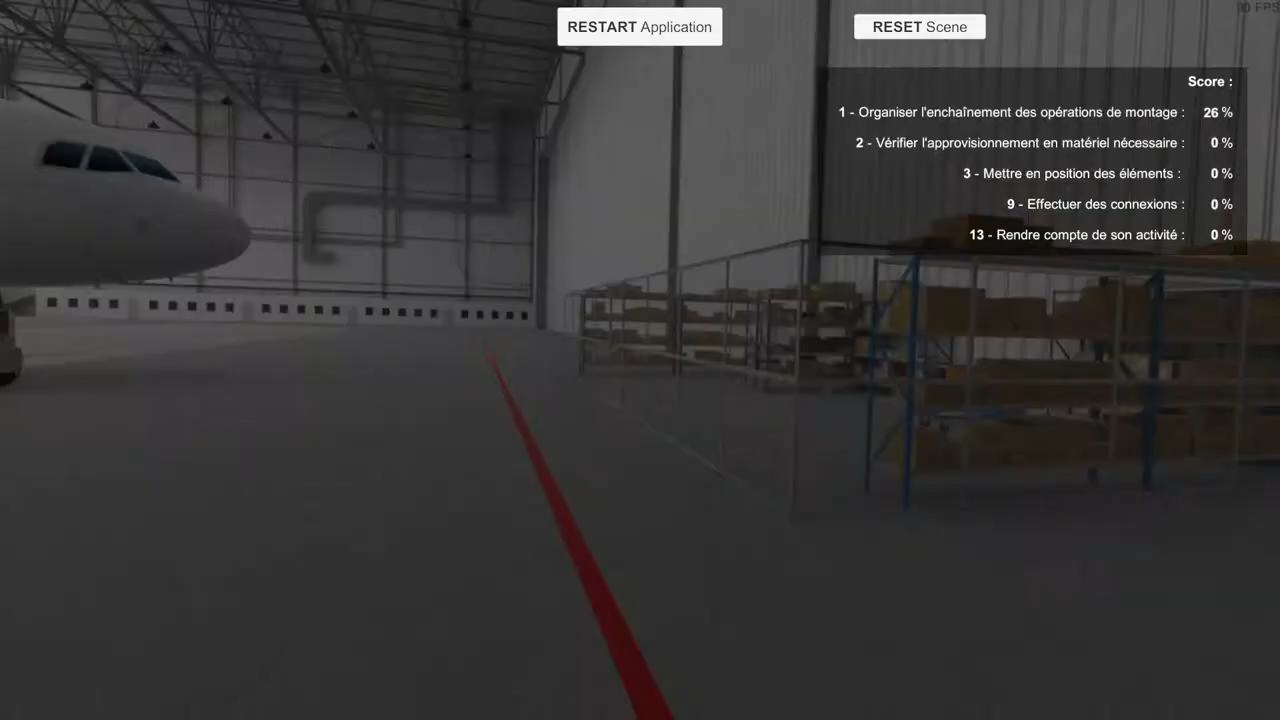 RESTART Application
RESET Scene
Score :
1 - Organiser l'enchaînement des opérations de montage : 26 %
2 - Vérifier l'approvisionnement en matériel nécessaire : 0 %
3 - Mettre en position des éléments : 0 %
9 - Effectuer des connexions : 0 %
13 - Rendre compte de son activité : 0 %